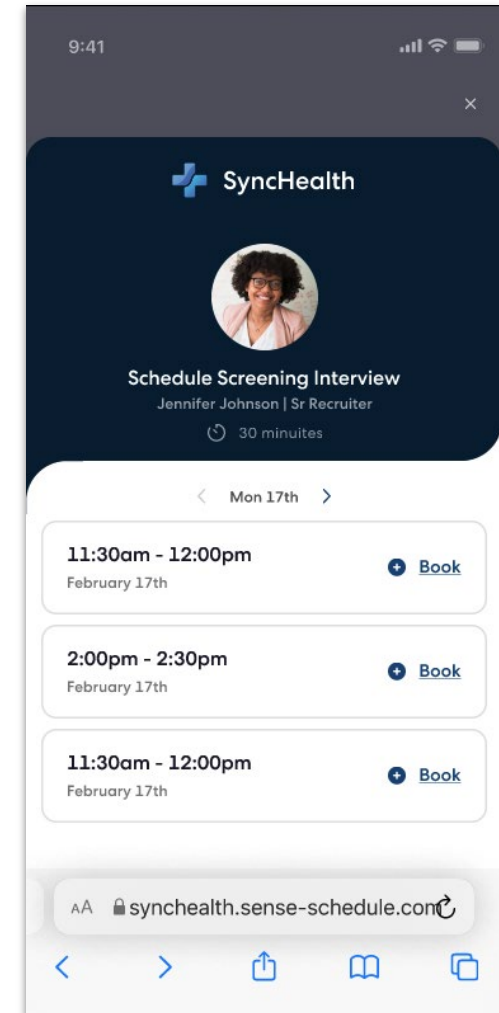 9:41
SyncHealth
Schedule Screening Interview
Jennifer Johnson | Sr Recruiter
30 minuites
Mon 17th
11:30am - 12:00pm
Book
February 17th
2:00pm - 2:30pm
Book
February 17th
11:30am - 12:00pm
Book
February 17th
AA synchealth.sense-schedule.com